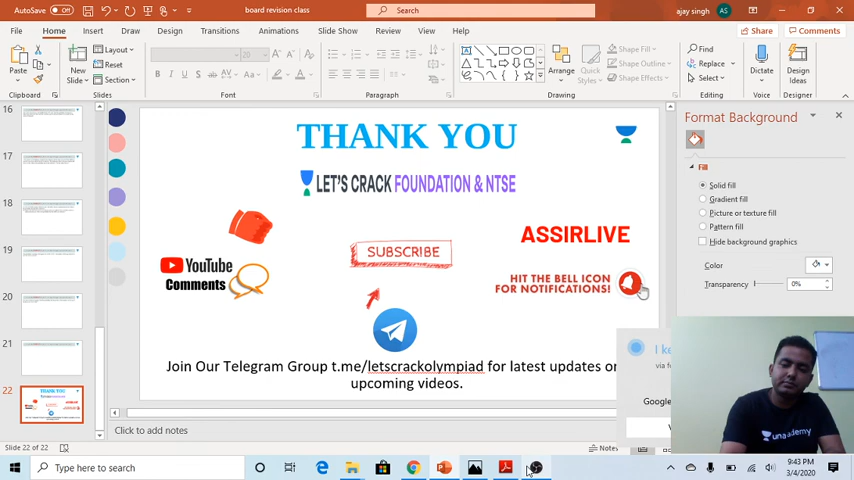 AutoSave Off
board revision class
Search
ajay singh
AS
File Home Insert Draw Design Transitions Animations Slide Show Review View Help Share Comments
Paste
Clipboard
New
Slide
Layout
Reset
Section
Slides
20
Font
Paragraph
Arrange
Quick
Styles
Shape Fill
Shape Outline
Shape Effects
Drawing
Find
Replace
Select
Editing
Dictate
Voice
Design
Ideas
Designer
16
17
18
19
20
21
22
THANK YOU
LET'S CRACK FOUNDATION & NTSE
YouTube
Comments
SUBSCRIBE
ASSIRLIVE
HIT THE BELL ICON
FOR NOTIFICATIONS!
Join Our Telegram Group t.me/letscrackolympiad for latest updates on
upcoming videos.
Format Background
Fill
Solid fill
Gradient fill
Picture or texture fill
Pattern fill
Hide background graphics
Color
Transparency
0%
I ke
via f
Google
unacademy
Click to add notes
Slide 22 of 22
Notes
Type here to search
9:43 PM
3/4/2020